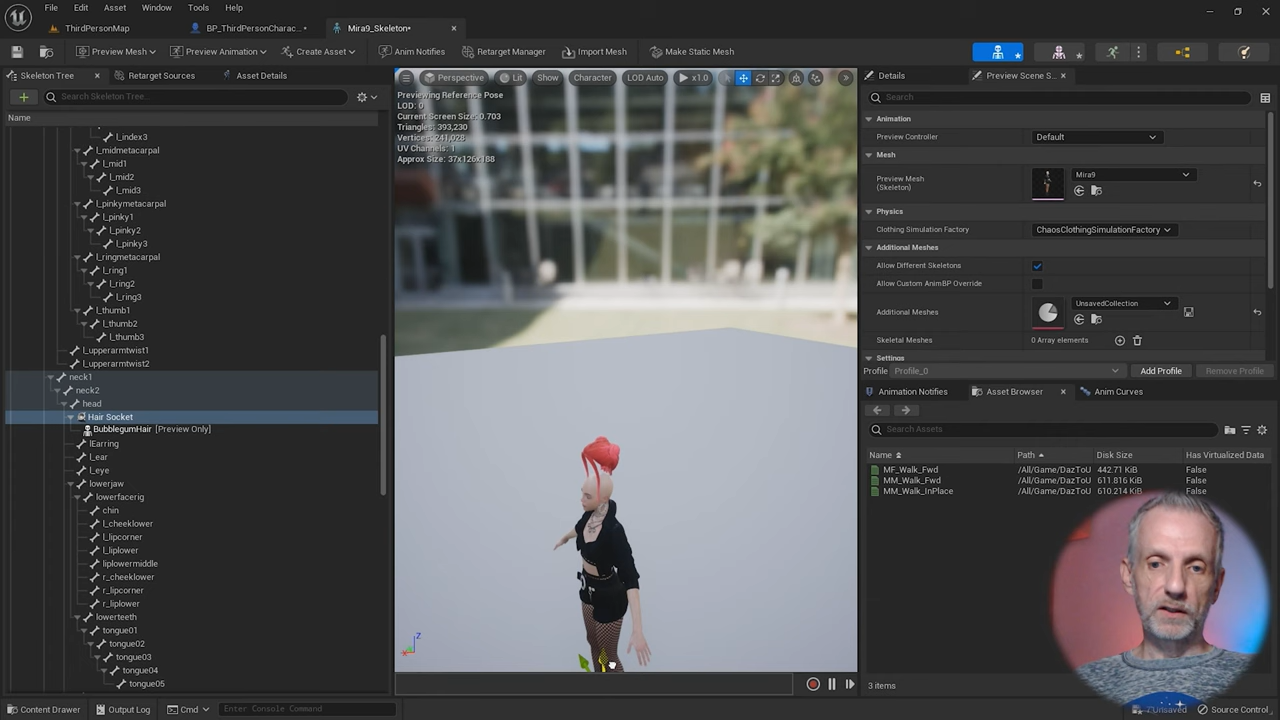 File Edit Asset Window Tools Help
ThirdPersonMap
BP_ThirdPersonCharac...•
Mira9_Skeleton•
Preview Mesh
Preview Animation
Create Asset
Anim Notifies
Retarget Manager
Import Mesh
Make Static Mesh
Skeleton Tree
Retarget Sources
Asset Details
Search Skeleton Tree...
Name
l_index3
l_midmetacarpal
l_mid1
l_mid2
l_mid3
l_pinkymetacarpal
l_pinky1
l_pinky2
l_pinky3
l_ringmetacarpal
l_ring1
l_ring2
l_ring3
l_thumb1
l_thumb2
l_thumb3
l_upperarmtwist1
l_upperarmtwist2
neck1
neck2
head
Hair Socket
BubblegumHair [Preview Only]
lEarring
l_ear
l_eye
lowerjaw
lowerfacerig
chin
l_cheeklower
l_lipcorner
l_liplower
liplowermiddle
r_cheeklower
r_lipcorner
r_liplower
lowerteeth
tongue01
tongue02
tongue03
tongue04
tongue05
Perspective
Lit
Show
Character
LOD Auto
x1.0
Previewing Reference Pose
LOD: 0
Current Screen Size: 0.703
Triangles: 393,230
Vertices: 241,028
UV Channels: 1
Approx Size: 37x126x188
z
x
Details
Preview Scene S...
Search
Animation
Preview Controller
Default
Mesh
Preview Mesh
(Skeleton)
Mira9
Physics
Clothing Simulation Factory
ChaosClothingSimulationFactory
Additional Meshes
Allow Different Skeletons
Allow Custom AnimBP Override
Additional Meshes
UnsavedCollection
Skeletal Meshes
0 Array elements
Settings
Profile Profile_0
Add Profile
Remove Profile
Animation Notifies
Asset Browser
Anim Curves
Search Assets
Name Path Disk Size Has Virtualized Data
MF_Walk_Fwd /All/Game/DazToU 442.71 KiB False
MM_Walk_Fwd /All/Game/DazToU 611.816 KiB False
MM_Walk_InPlace /All/Game/DazToU 610.214 KiB False
3 items
Content Drawer
Output Log
Cmd
Enter Console Command
Unsaved
Source Control